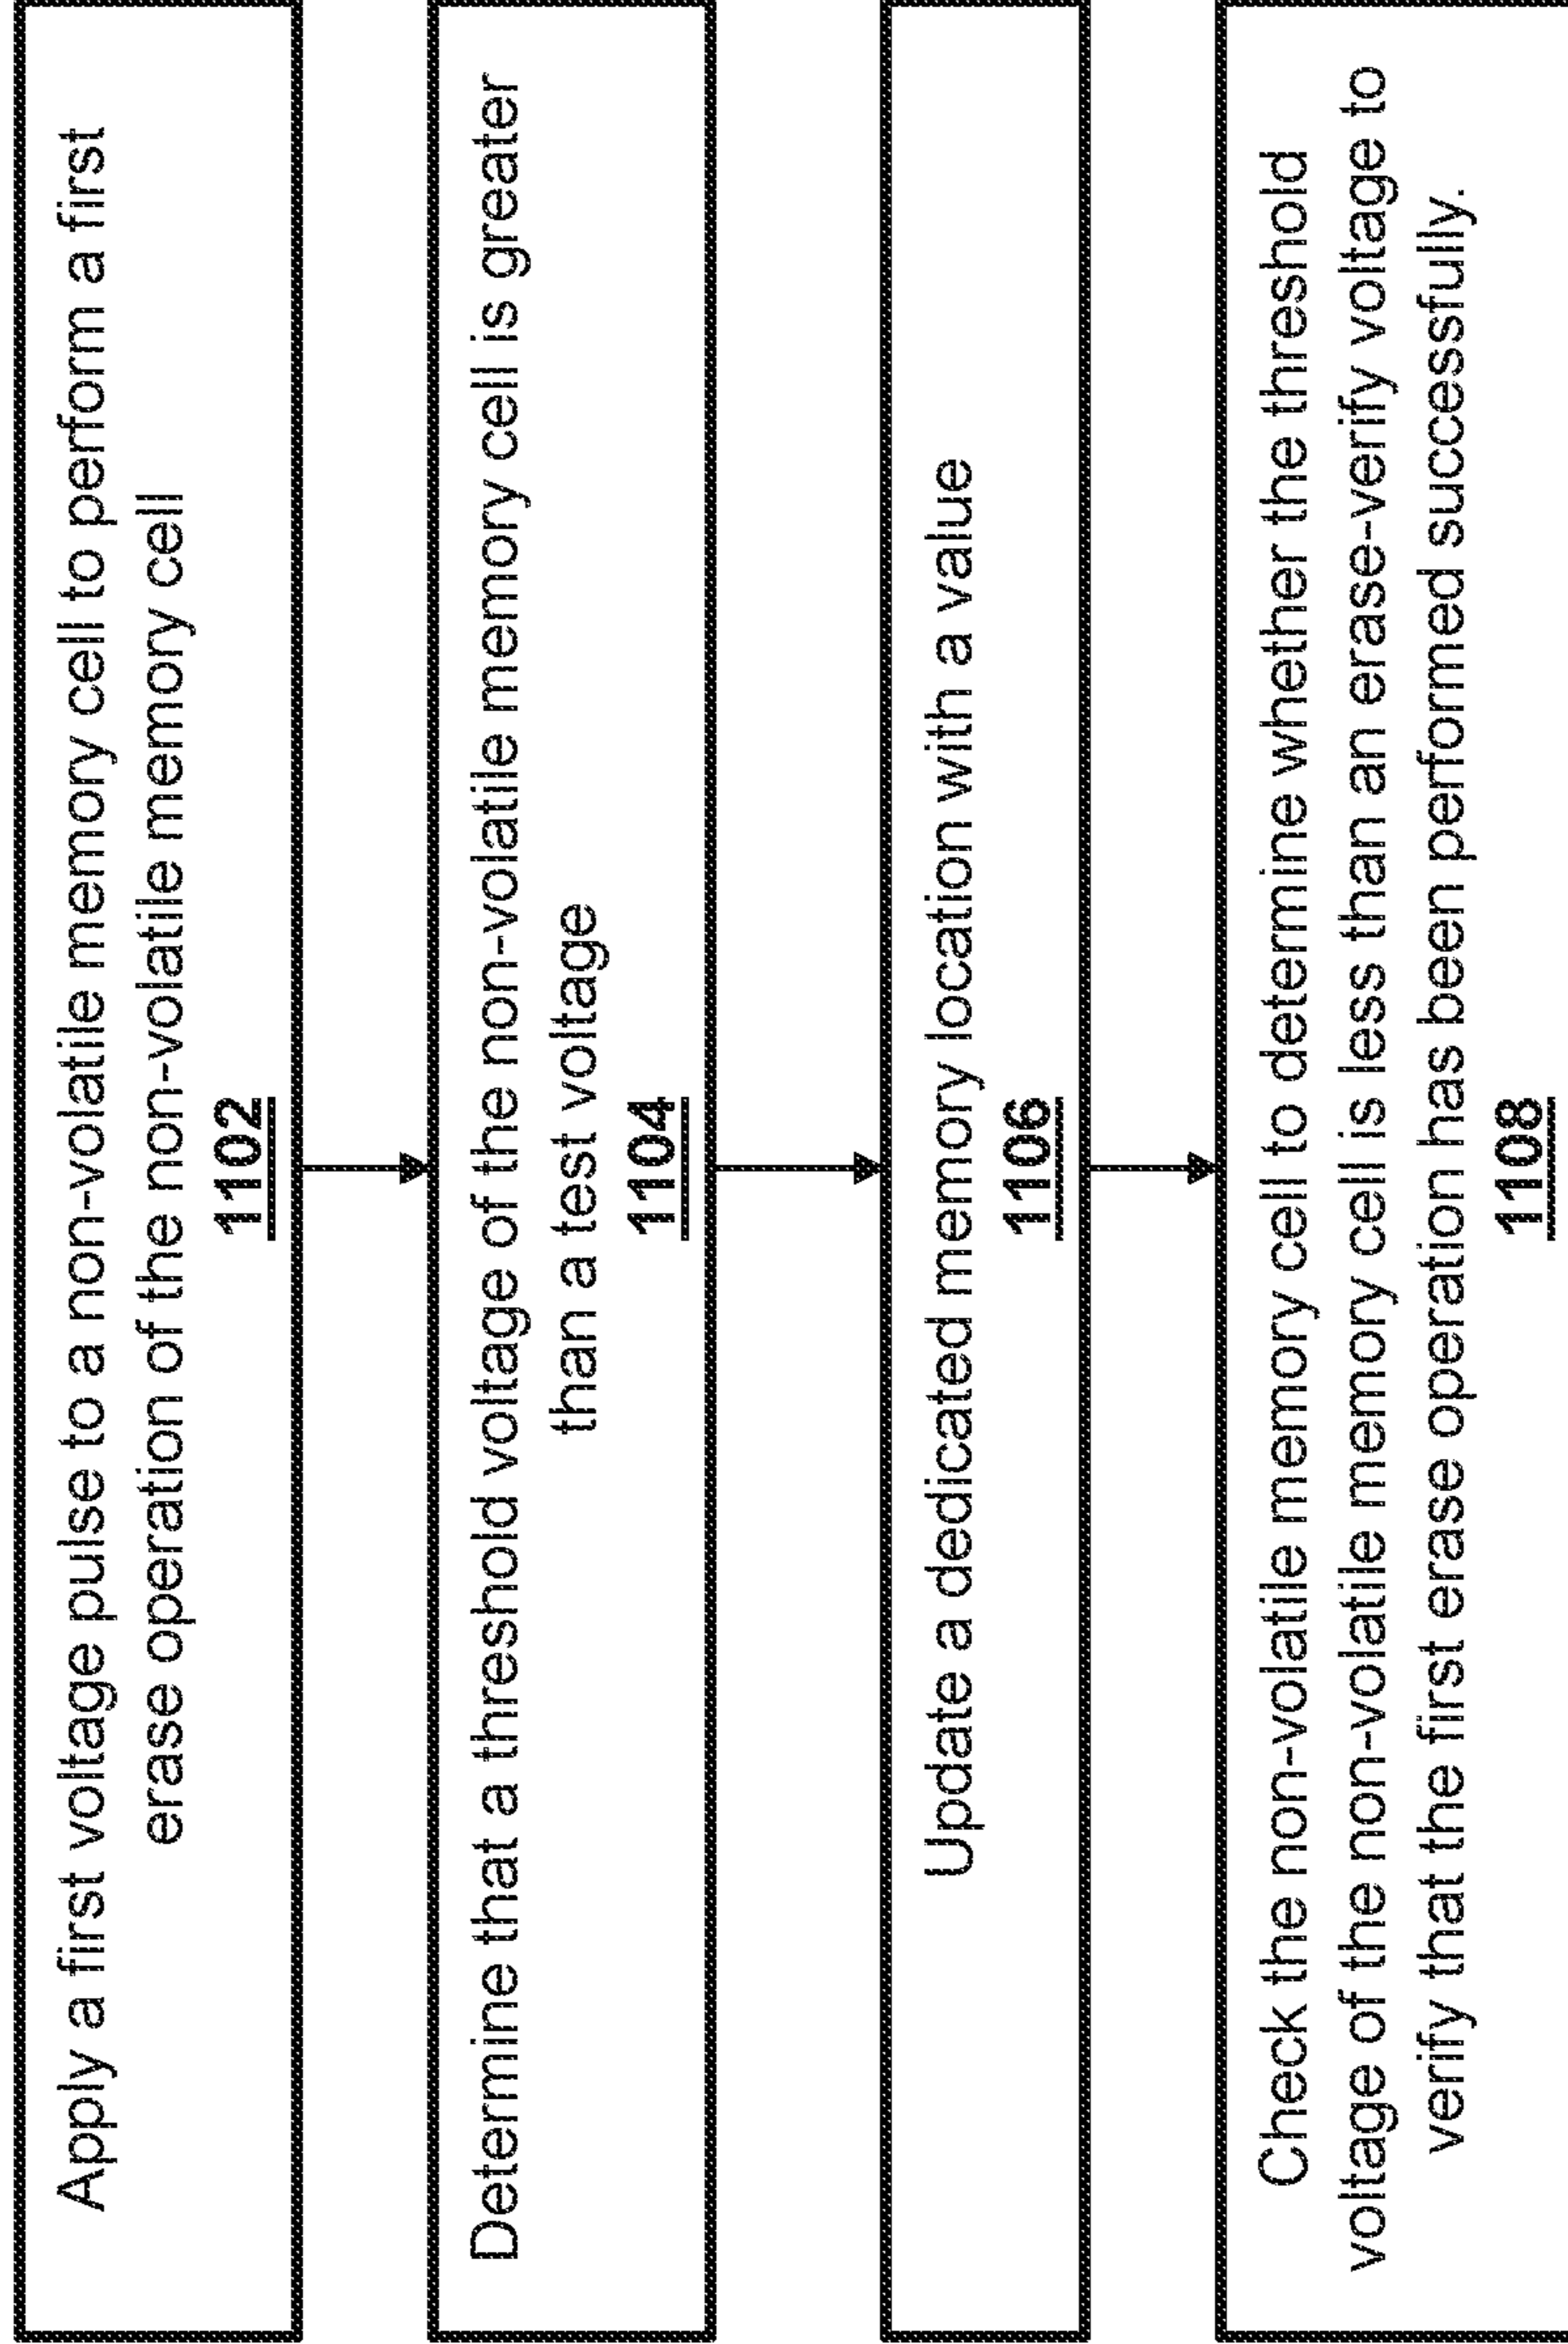 Apply a first voltage pulse to a non-volatile memory cell to perform a first
erase operation of the non-volatile memory cell
1102
Determine that a threshold voltage of the non-volatile memory cell is greater
than a test voltage
1104
Update a dedicated memory location with a value
1106
Check the non-volatile memory cell to determine whether the threshold
voltage of the non-volatile memory cell is less than an erase-verify voltage to
verify that the first erase operation has been performed successfully.
1108